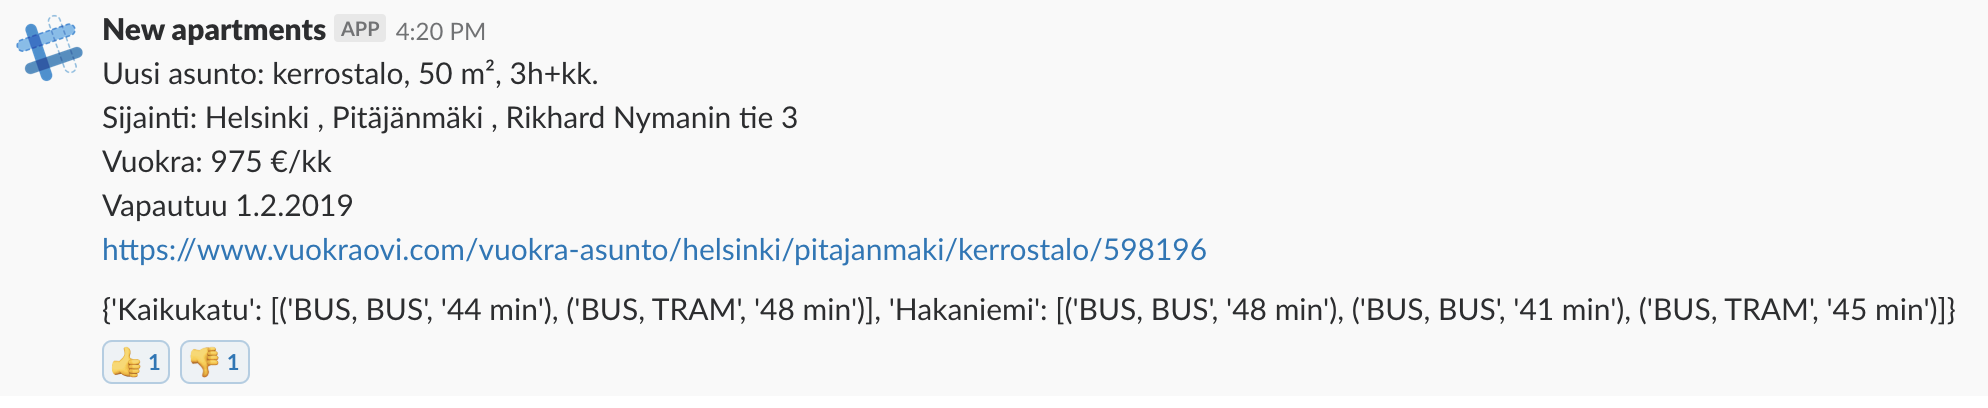 New apartments APP 4:20 PM
Uusi asunto: kerrostalo, 50 m², 3h+kk.
Sijainti: Helsinki , Pitäjänmäki , Rikhard Nymanin tie 3
Vuokra: 975 €/kk
Vapautuu 1.2.2019
https://www.vuokraovi.com/vuokra-asunto/helsinki/pitajanmaki/kerrostalo/598196
{'Kaikukatu': [('BUS, BUS', '44 min'), ('BUS, TRAM', '48 min')], 'Hakaniemi': [('BUS, BUS', '48 min'), ('BUS, BUS', '41 min'), ('BUS, TRAM', '45 min')]}
👍 1 👎 1